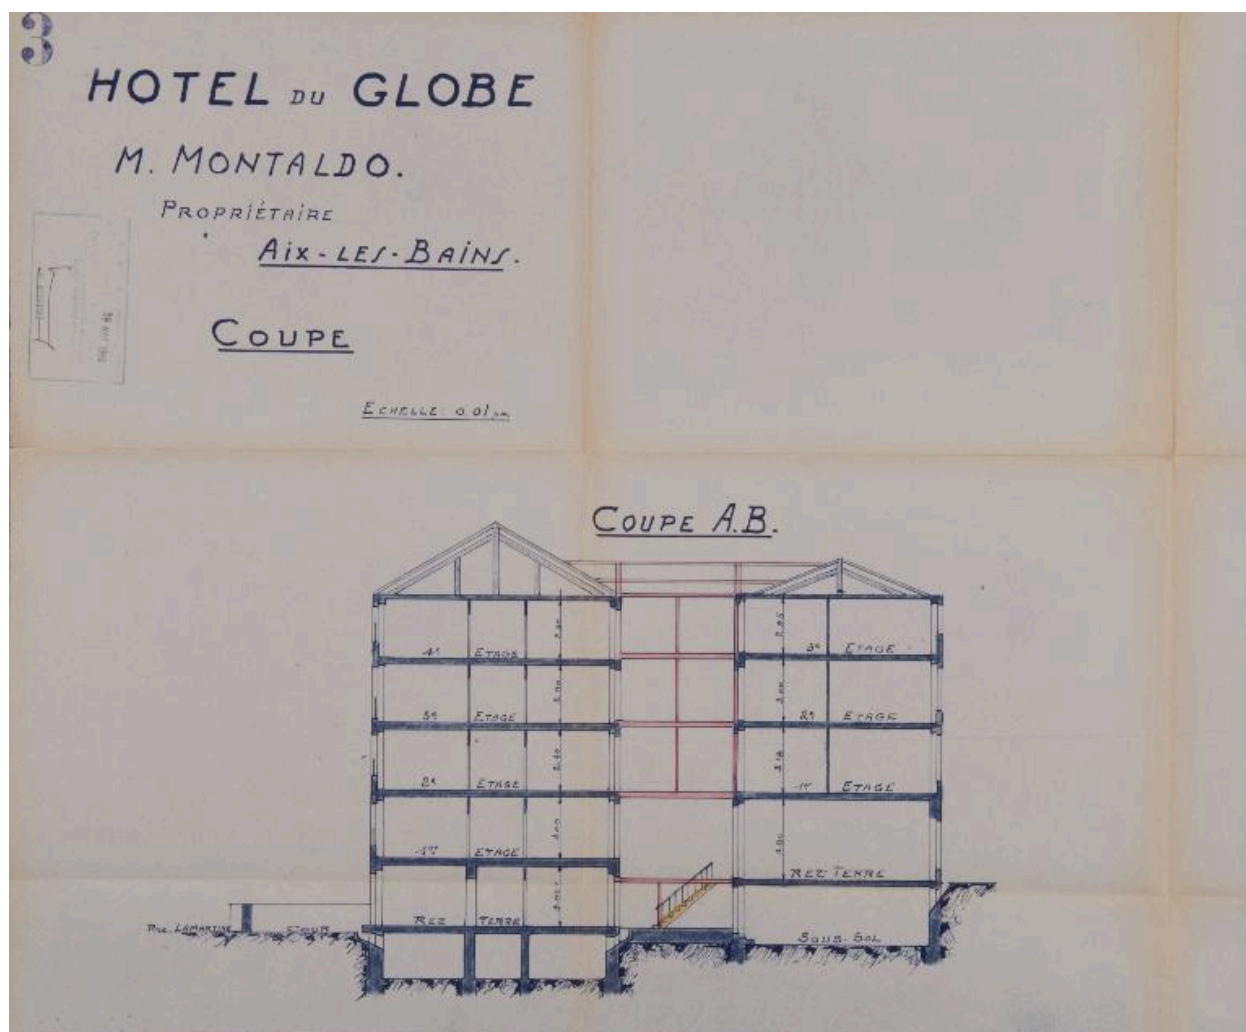 3
HOTEL DU GLOBE
M. MONTALDO.
PROPRIÉTAIRE
AIX-LES-BAINS.
COUPE
ECHELLE: 0.01 p.m.
COUPE A.B.
4e ETAGE
3e ETAGE
3e ETAGE
2e ETAGE
2e ETAGE
1er ETAGE
1er ETAGE
REZ TERRE
REZ TERRE
RUE LAMARTINE
SOUS-SOL